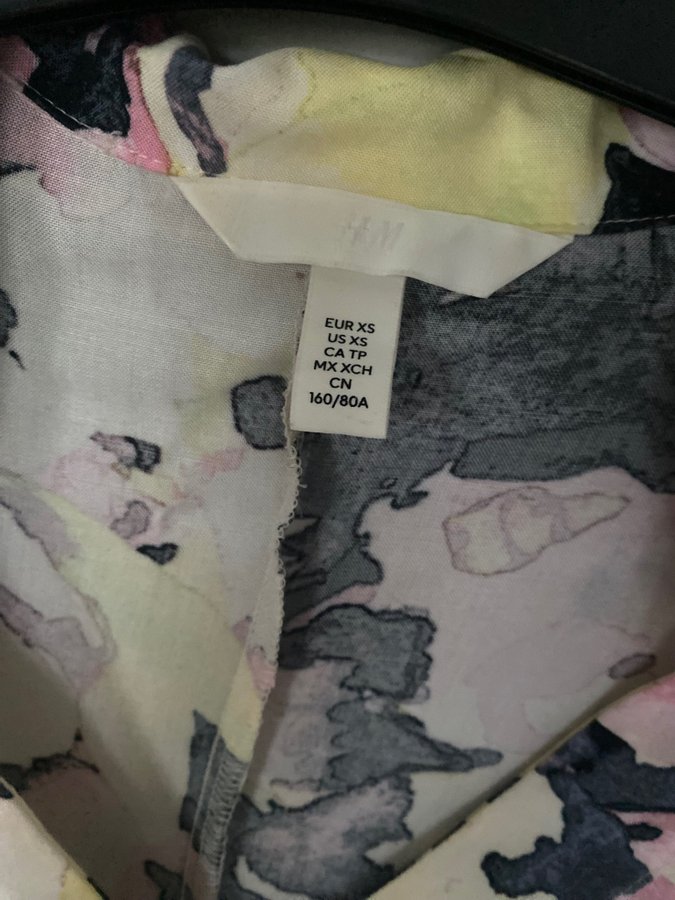 H&M
EUR XS
US XS
CA TP
MX XCH
CN
160/80A